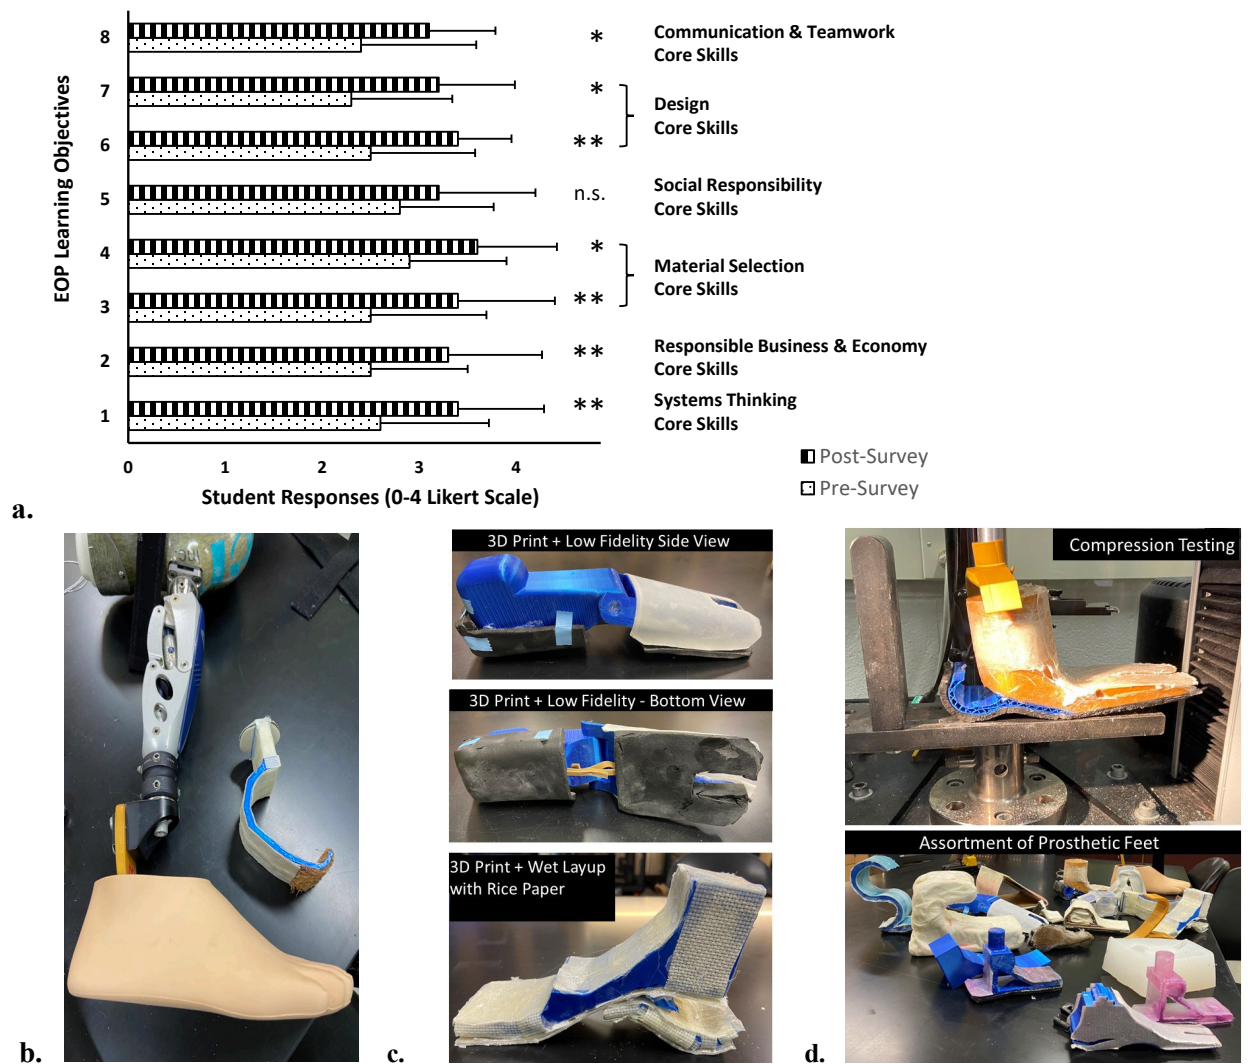 EOP Learning Objectives
8
7
6
5
4
3
2
1
*
*
**
n.s.
*
**
**
**
Communication & Teamwork
Core Skills
Design
Core Skills
Social Responsibility
Core Skills
Material Selection
Core Skills
Responsible Business & Economy
Core Skills
Systems Thinking
Core Skills
0 1 2 3 4
Student Responses (0-4 Likert Scale)
Post-Survey
Pre-Survey
a.
3D Print + Low Fidelity Side View
3D Print + Low Fidelity - Bottom View
3D Print + Wet Layup
with Rice Paper
Compression Testing
Assortment of Prosthetic Feet
b.
c.
d.